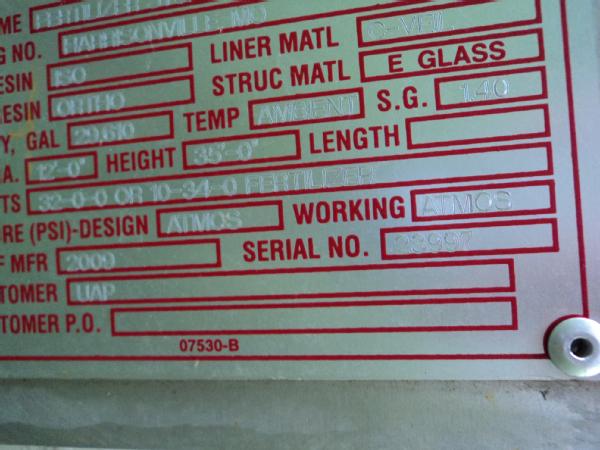 ME FERTILIZER
G NO. HARRISONVILLE, MO LINER MATL C-VEIL
ESIN ISO STRUC MATL E GLASS
RESIN ORTHO TEMP AMBIENT S.G. 1.40
Y, GAL 29,610
A. 12'-0" HEIGHT 35'-0" LENGTH
TS 32-0-0 OR 10-34-0 FERTILIZER
RE (PSI)-DESIGN ATMOS WORKING ATMOS
F MFR 2009 SERIAL NO. 23997
TOMER UAP
TOMER P.O.
07530-B